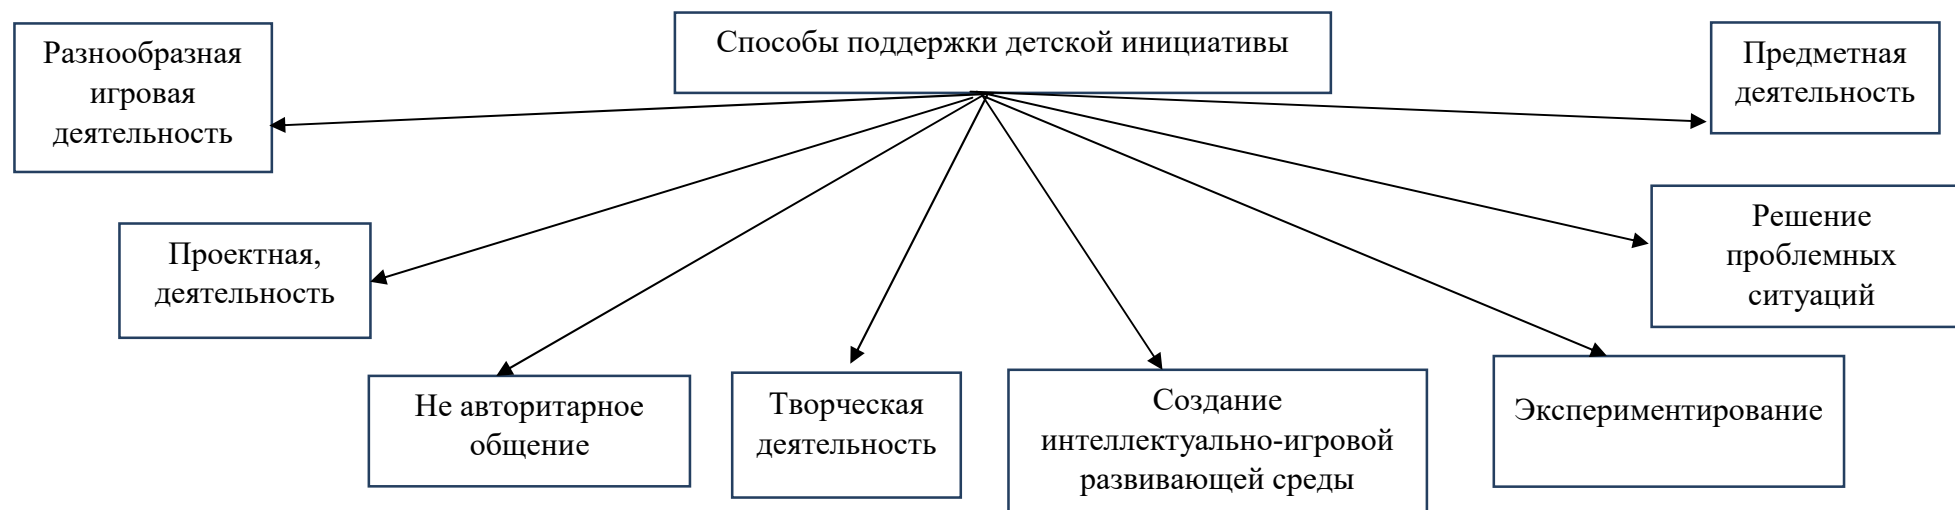 Способы поддержки детской инициативы
Разнообразная
игровая
деятельность
Предметная
деятельность
Проектная,
деятельность
Решение
проблемных
ситуаций
Не авторитарное
общение
Творческая
деятельность
Создание
интеллектуально-игровой
развивающей среды
Экспериментирование